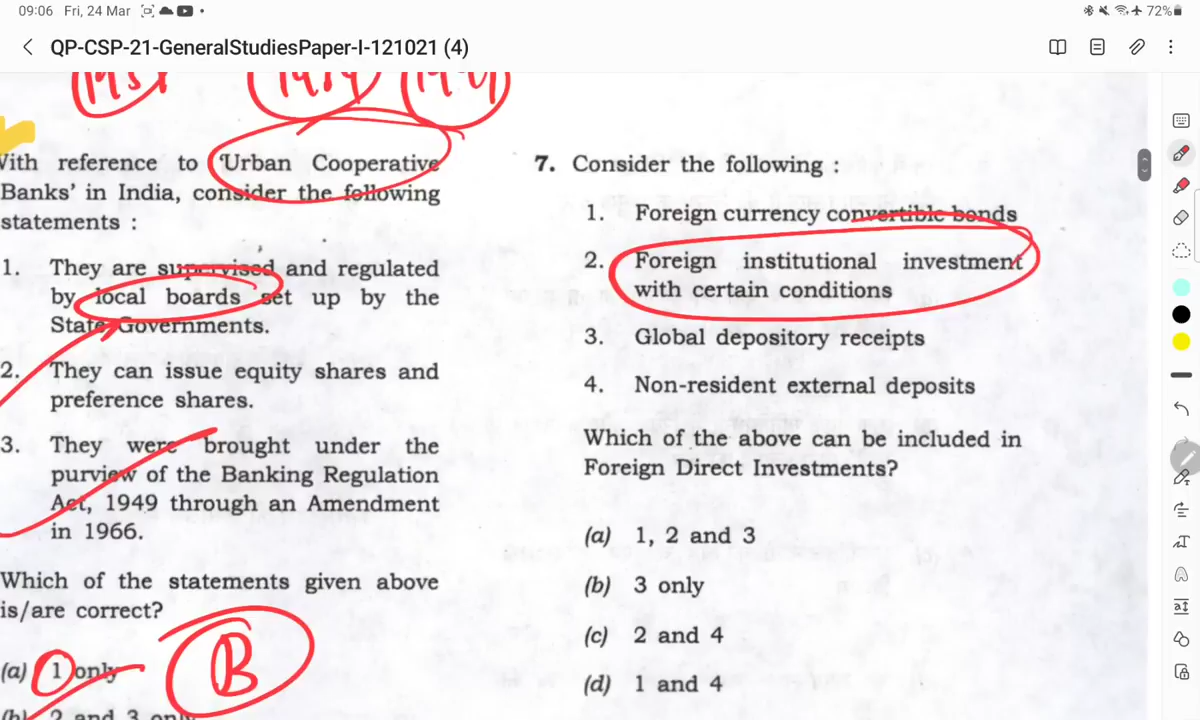 09:06 Fri, 24 Mar
72%
QP-CSP-21-GeneralStudiesPaper-I-121021 (4)
With reference to 'Urban Cooperative
Banks' in India, consider the following
statements :
1. They are supervised and regulated
by local boards set up by the
State Governments.
2. They can issue equity shares and
preference shares.
3. They were brought under the
purview of the Banking Regulation
Act, 1949 through an Amendment
in 1966.
Which of the statements given above
is/are correct?
(a) 1 only
B
(b) 2 and 3 only
7. Consider the following :
1. Foreign currency convertible bonds
2. Foreign institutional investment
with certain conditions
3. Global depository receipts
4. Non-resident external deposits
Which of the above can be included in
Foreign Direct Investments?
(a) 1, 2 and 3
(b) 3 only
(c) 2 and 4
(d) 1 and 4